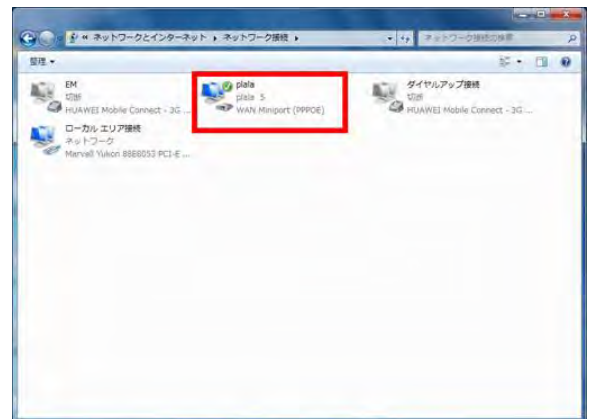 « ネットワークとインターネット ▸ ネットワーク接続 ▸
ネットワーク接続の検索
整理 ▾
EM
切断
HUAWEI Mobile Connect - 3G ...
plala
plala 5
WAN Miniport (PPPOE)
ダイヤルアップ接続
切断
HUAWEI Mobile Connect - 3G ...
ローカル エリア接続
ネットワーク
Marvell Yukon 88E8053 PCI-E ...